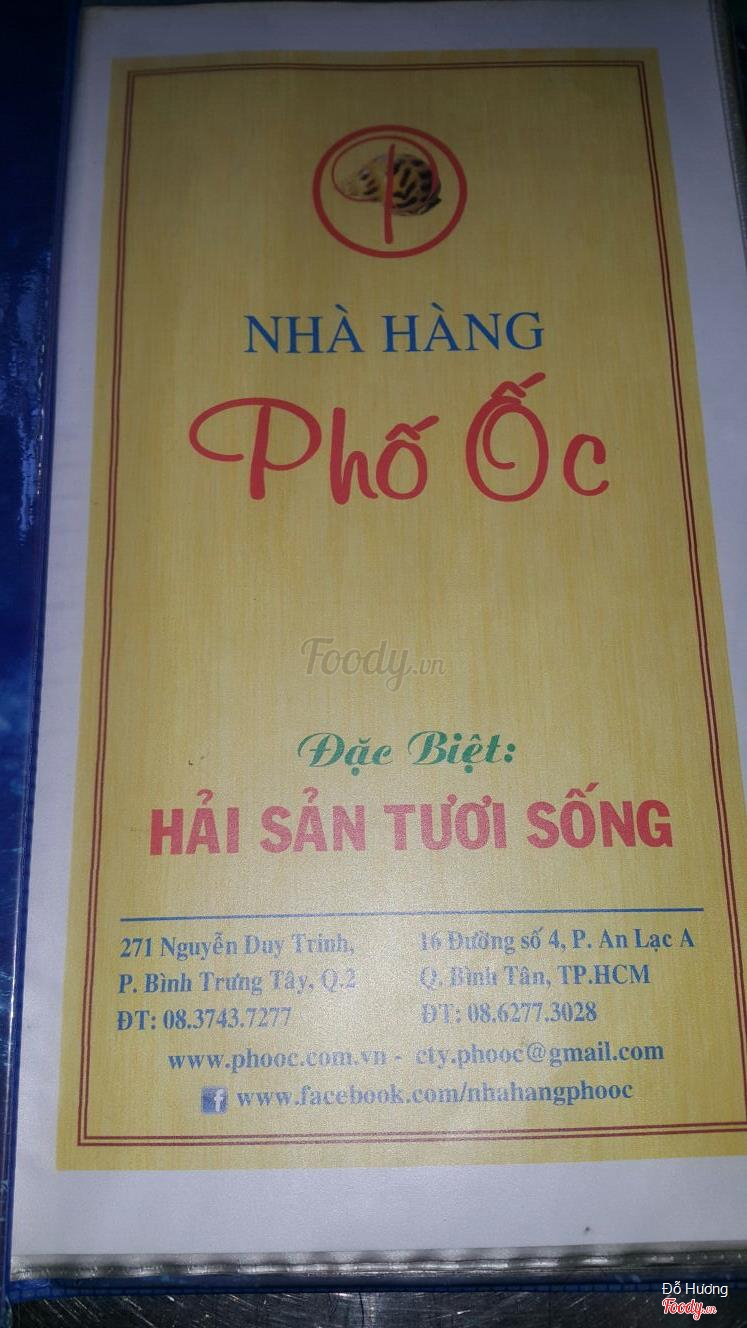 NHÀ HÀNG
Phố Ốc
Foody.vn
Đặc Biệt:
HẢI SẢN TƯƠI SỐNG
271 Nguyễn Duy Trinh,
P. Bình Trưng Tây, Q.2
ĐT: 08.3743.7277
16 Đường số 4, P. An Lạc A
Q. Bình Tân, TP.HCM
ĐT: 08.6277.3028
www.phooc.com.vn - cty.phooc@gmail.com
f www.facebook.com/nhahangphooc
Đỗ Hương
Foody.vn